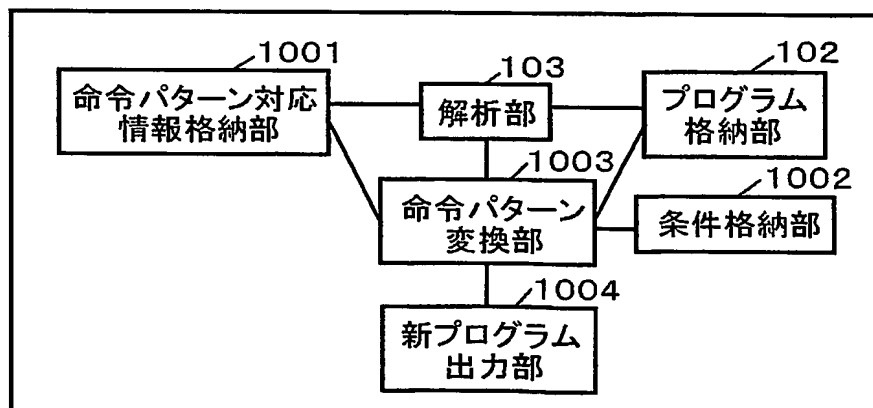 1001
命令パターン対応
情報格納部
103
解析部
102
プログラム
格納部
1003
命令パターン
変換部
1002
条件格納部
1004
新プログラム
出力部